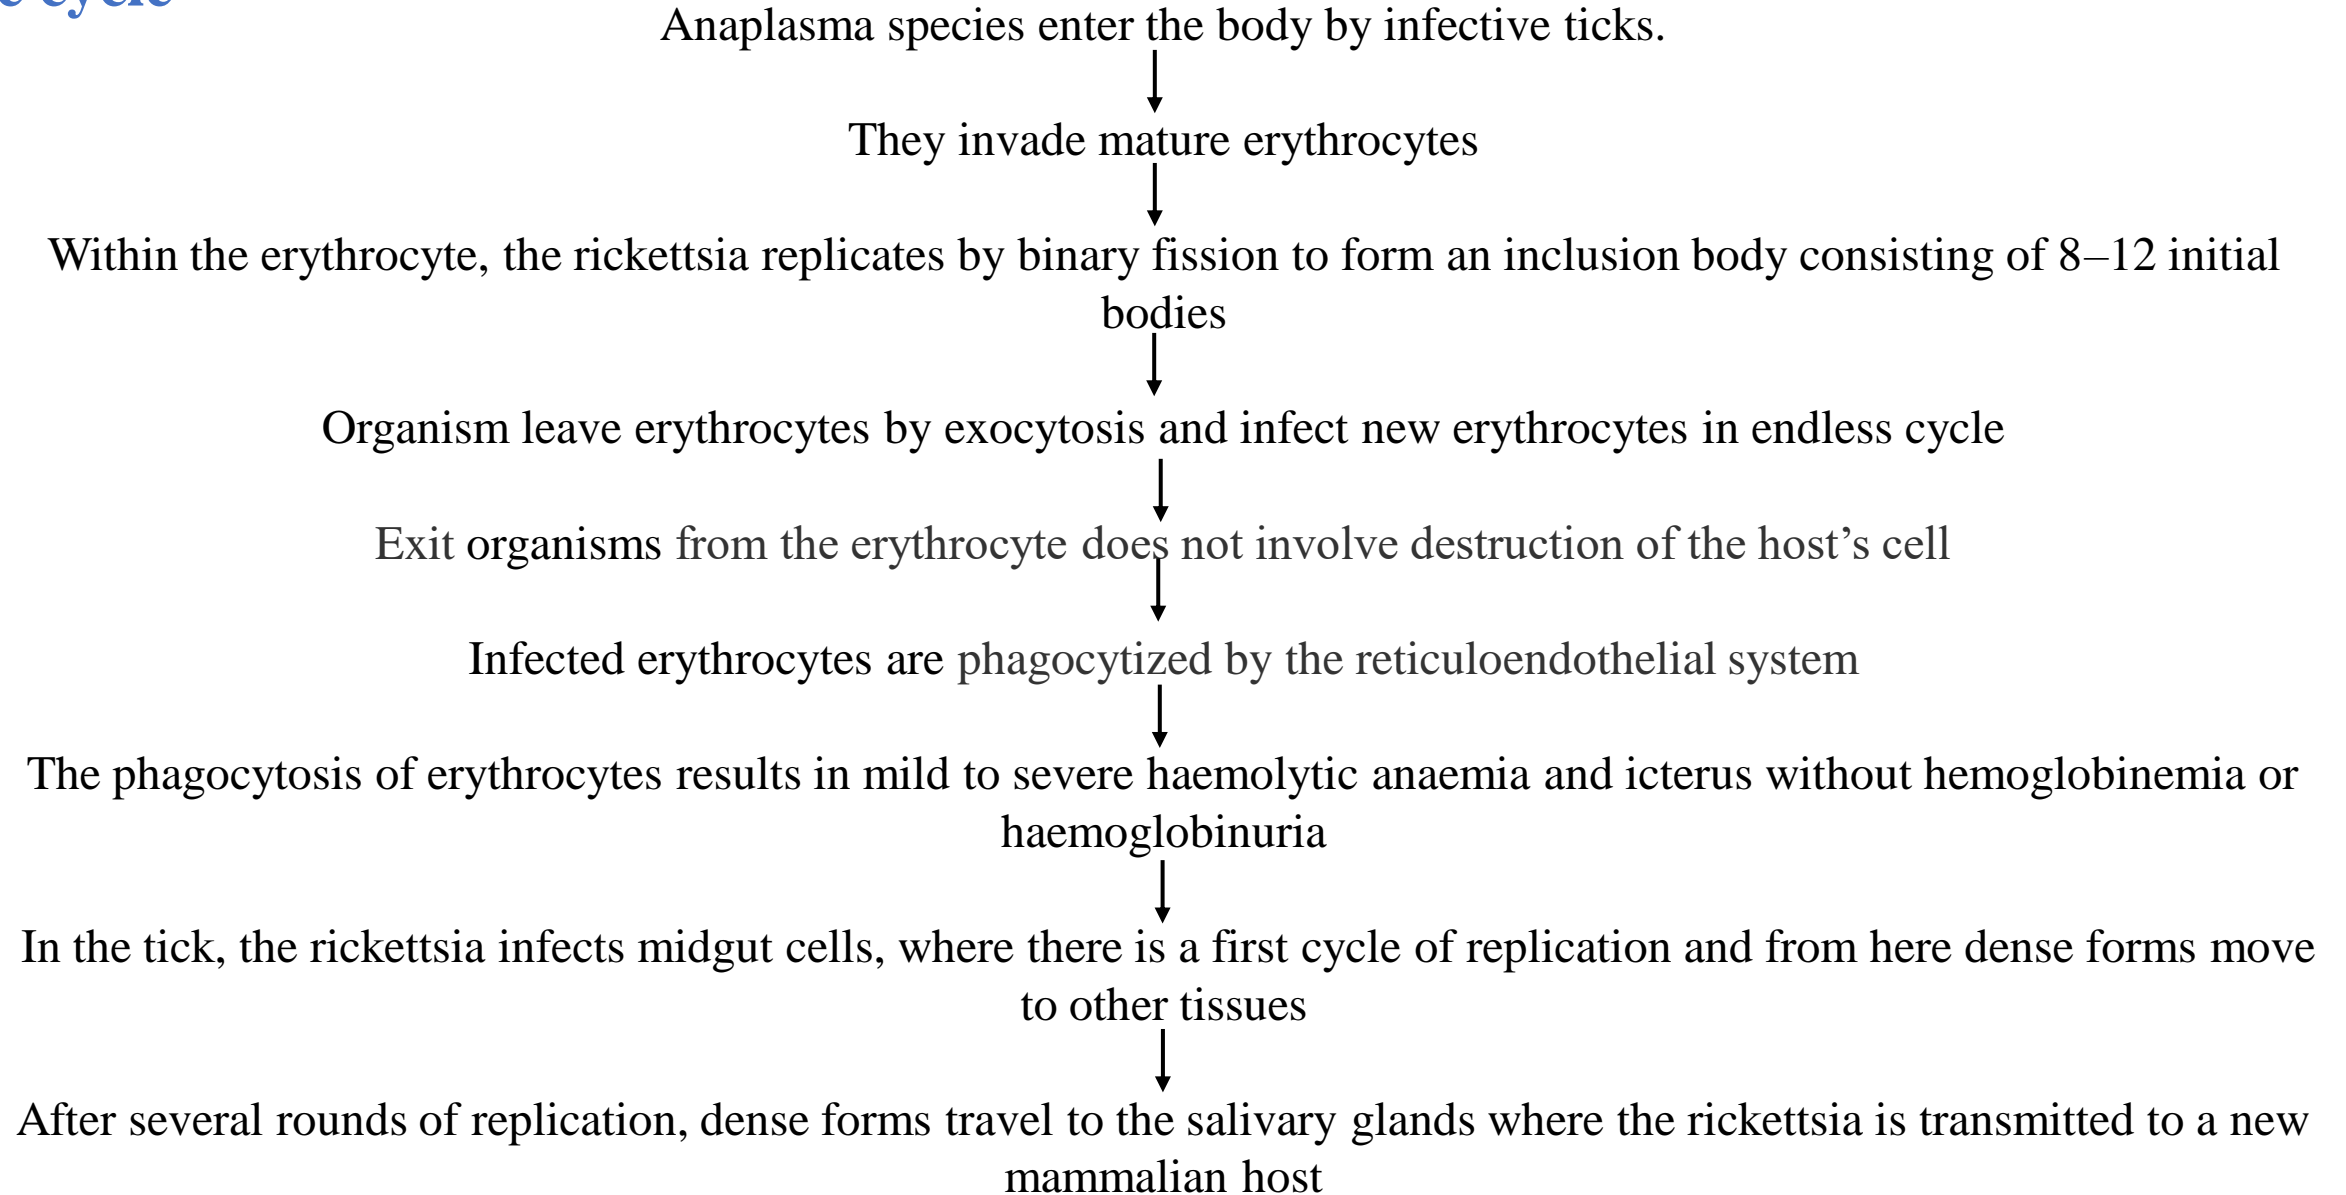 cycle
Anaplasma species enter the body by infective ticks.
They invade mature erythrocytes
Within the erythrocyte, the rickettsia replicates by binary fission to form an inclusion body consisting of 8–12 initial
bodies
Organism leave erythrocytes by exocytosis and infect new erythrocytes in endless cycle
Exit organisms from the erythrocyte does not involve destruction of the host’s cell
Infected erythrocytes are phagocytized by the reticuloendothelial system
The phagocytosis of erythrocytes results in mild to severe haemolytic anaemia and icterus without hemoglobinemia or
haemoglobinuria
In the tick, the rickettsia infects midgut cells, where there is a first cycle of replication and from here dense forms move
to other tissues
After several rounds of replication, dense forms travel to the salivary glands where the rickettsia is transmitted to a new
mammalian host